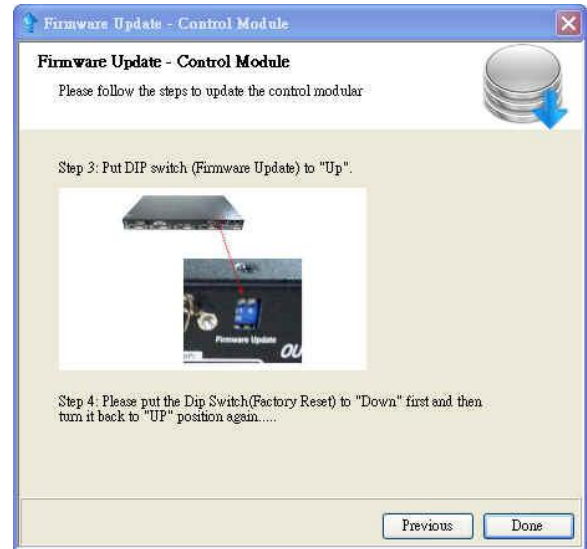 Firmware Update - Control Module
Firmware Update - Control Module
Please follow the steps to update the control modular
Step 3: Put DIP switch (Firmware Update) to "Up".
Firmware Update
OU
Step 4: Please put the Dip Switch(Factory Reset) to "Down" first and then
turn it back to "UP" position again.....
Previous
Done